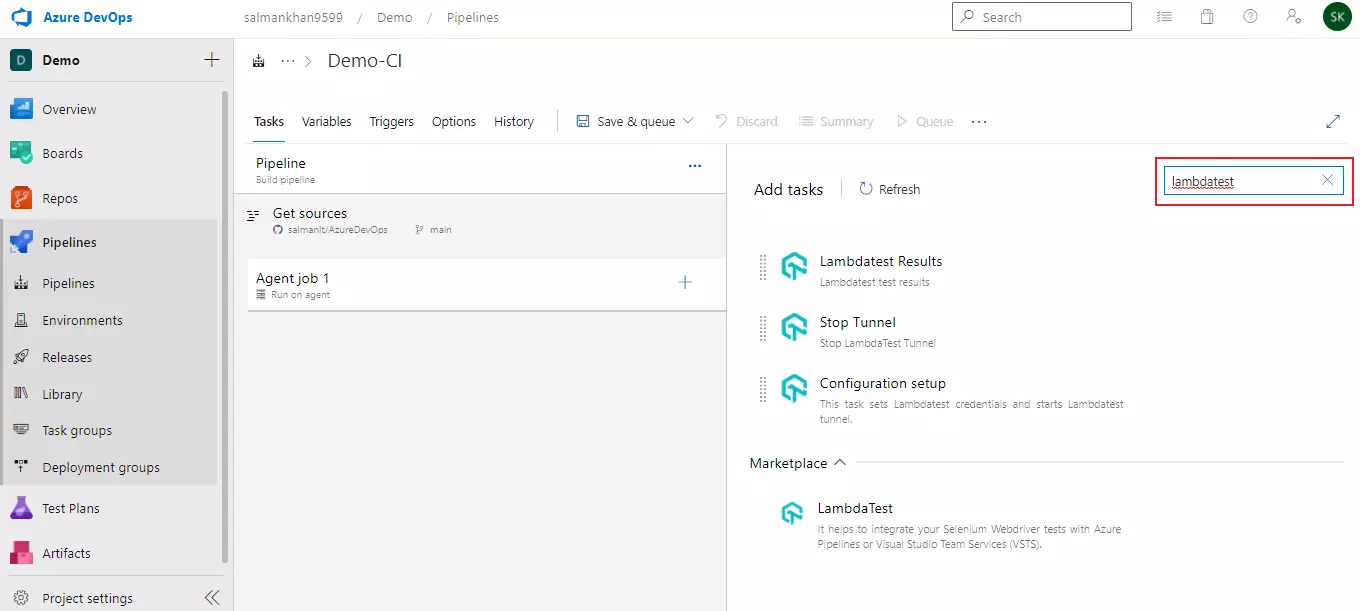 Azure DevOps
salmankhan9599 / Demo / Pipelines
Search
SK
D Demo
Overview
Boards
Repos
Pipelines
Pipelines
Environments
Releases
Library
Task groups
Deployment groups
Test Plans
Artifacts
Project settings
··· > Demo-CI
Tasks Variables Triggers Options History Save & queue Discard Summary Queue ···
Pipeline
Build pipeline
Get sources
salmanlt/AzureDevOps main
Agent job 1
Run on agent
Add tasks Refresh
lambdatest
Lambdatest Results
Lambdatest test results
Stop Tunnel
Stop LambdaTest Tunnel
Configuration setup
This task sets Lambdatest credentials and starts Lambdatest
tunnel.
Marketplace
LambdaTest
It helps to integrate your Selenium Webdriver tests with Azure
Pipelines or Visual Studio Team Services (VSTS).